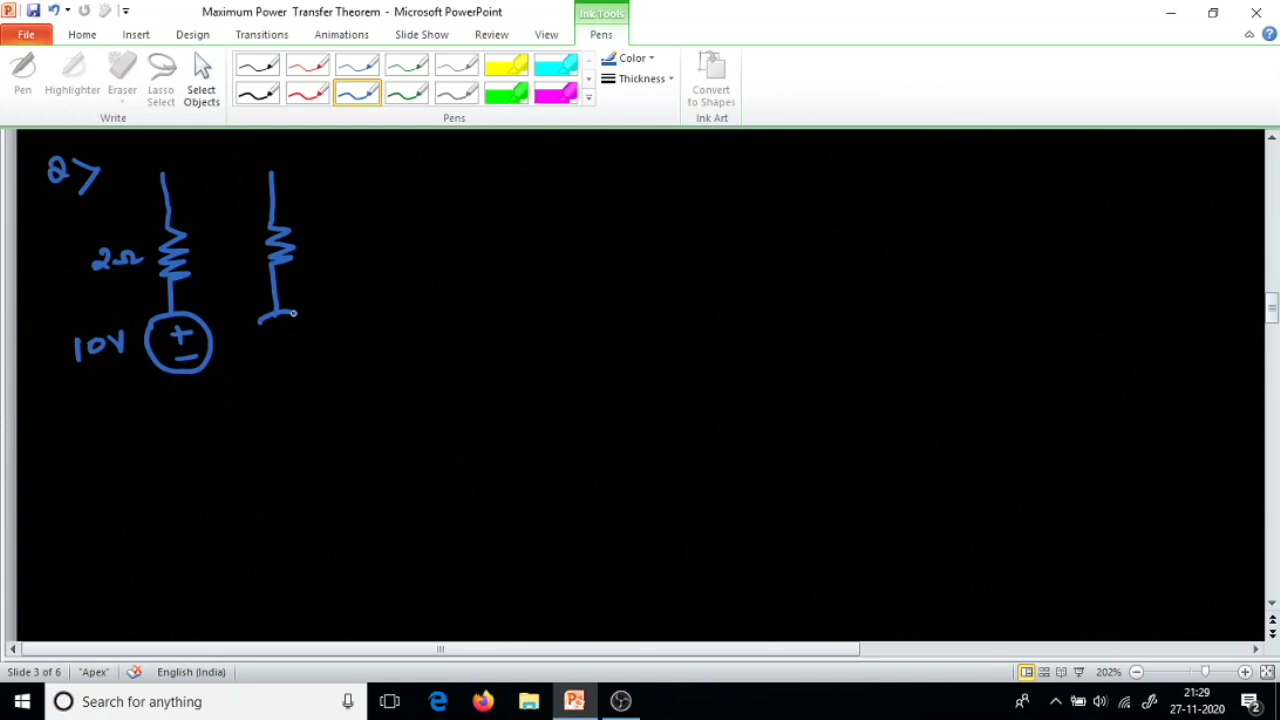 Maximum Power Transfer Theorem - Microsoft PowerPoint
Ink Tools
File Home Insert Design Transitions Animations Slide Show Review View Pens
Pen Highlighter Eraser Lasso Select Select Objects
Color
Thickness
Convert to Shapes
Write Pens Ink Art
Q>
2Ω
10V
+
−
Slide 3 of 6 "Apex" English (India) 202%
Search for anything
21:29
27-11-2020
2